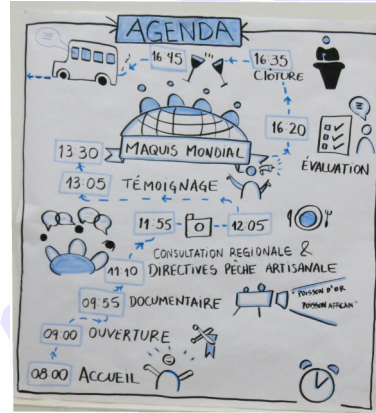 AGENDA
16:45
16:35
CLÔTURE
16:20
ÉVALUATION
13:30
MAQUIS MONDIAL
13:05 TÉMOIGNAGE
11:55
12:05
11:10
CONSULTATION REGIONALE &
DIRECTIVES PÊCHE ARTISANALE
09:55 DOCUMENTAIRE
"POISSON D'OR
POISSON AFRICAIN"
09:00 OUVERTURE
08:00 ACCUEIL